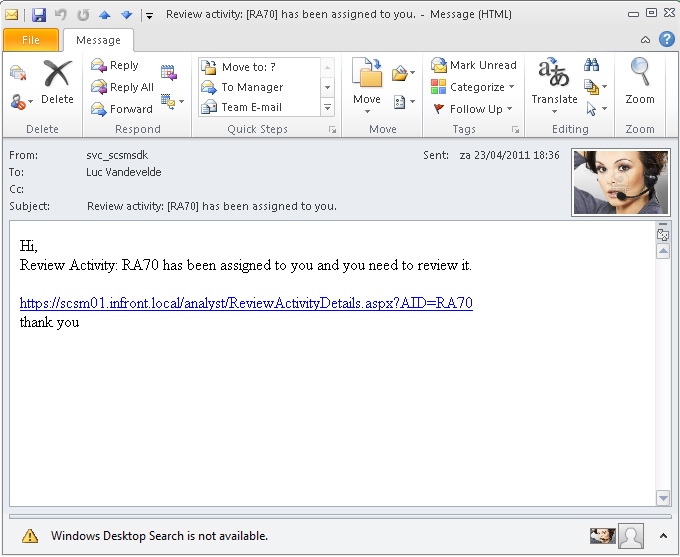 Review activity: [RA70] has been assigned to you. - Message (HTML)
File Message
Delete
Reply
Reply All
Forward
Move to: ?
To Manager
Team E-mail
Move
Mark Unread
Categorize
Follow Up
Translate
Zoom
Delete Respond Quick Steps Move Tags Editing Zoom
From: svc_scsmsdk Sent: za 23/04/2011 18:36
To: Luc Vandevelde
Cc:
Subject: Review activity: [RA70] has been assigned to you.
Hi,
Review Activity: RA70 has been assigned to you and you need to review it.
https://scsm01.infront.local/analyst/ReviewActivityDetails.aspx?AID=RA70
thank you
Windows Desktop Search is not available.